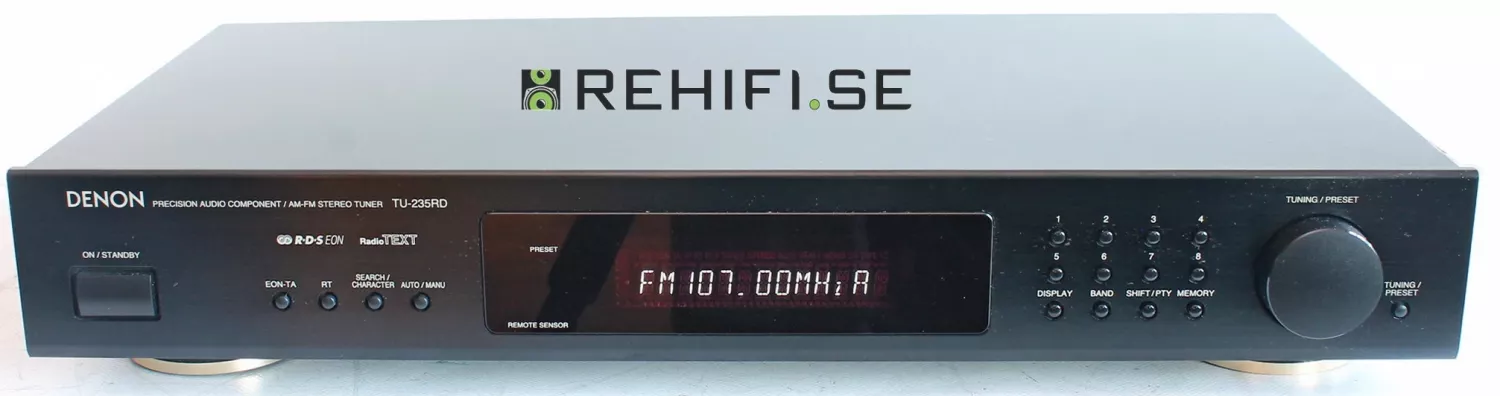 REHIFI.SE
DENON PRECISION AUDIO COMPONENT / AM-FM STEREO TUNER TU-235RD
R·D·S EON RadioTEXT
ON / STANDBY
EON-TA RT SEARCH / CHARACTER AUTO / MANU
PRESET
FM107.00MHz A
REMOTE SENSOR
1 2 3 4
5 6 7 8
DISPLAY BAND SHIFT / PTY MEMORY
TUNING / PRESET
TUNING / PRESET